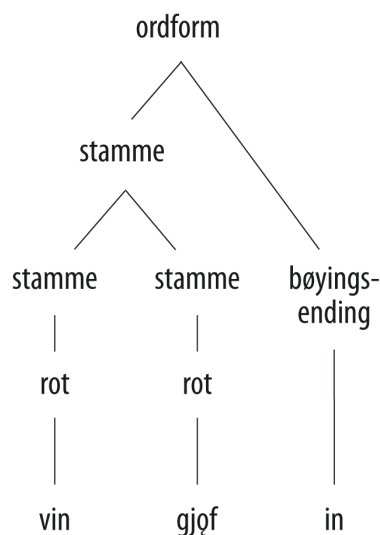 ordform
stamme
stamme stamme bøyings-
ending
rot rot
vin gjǫf in